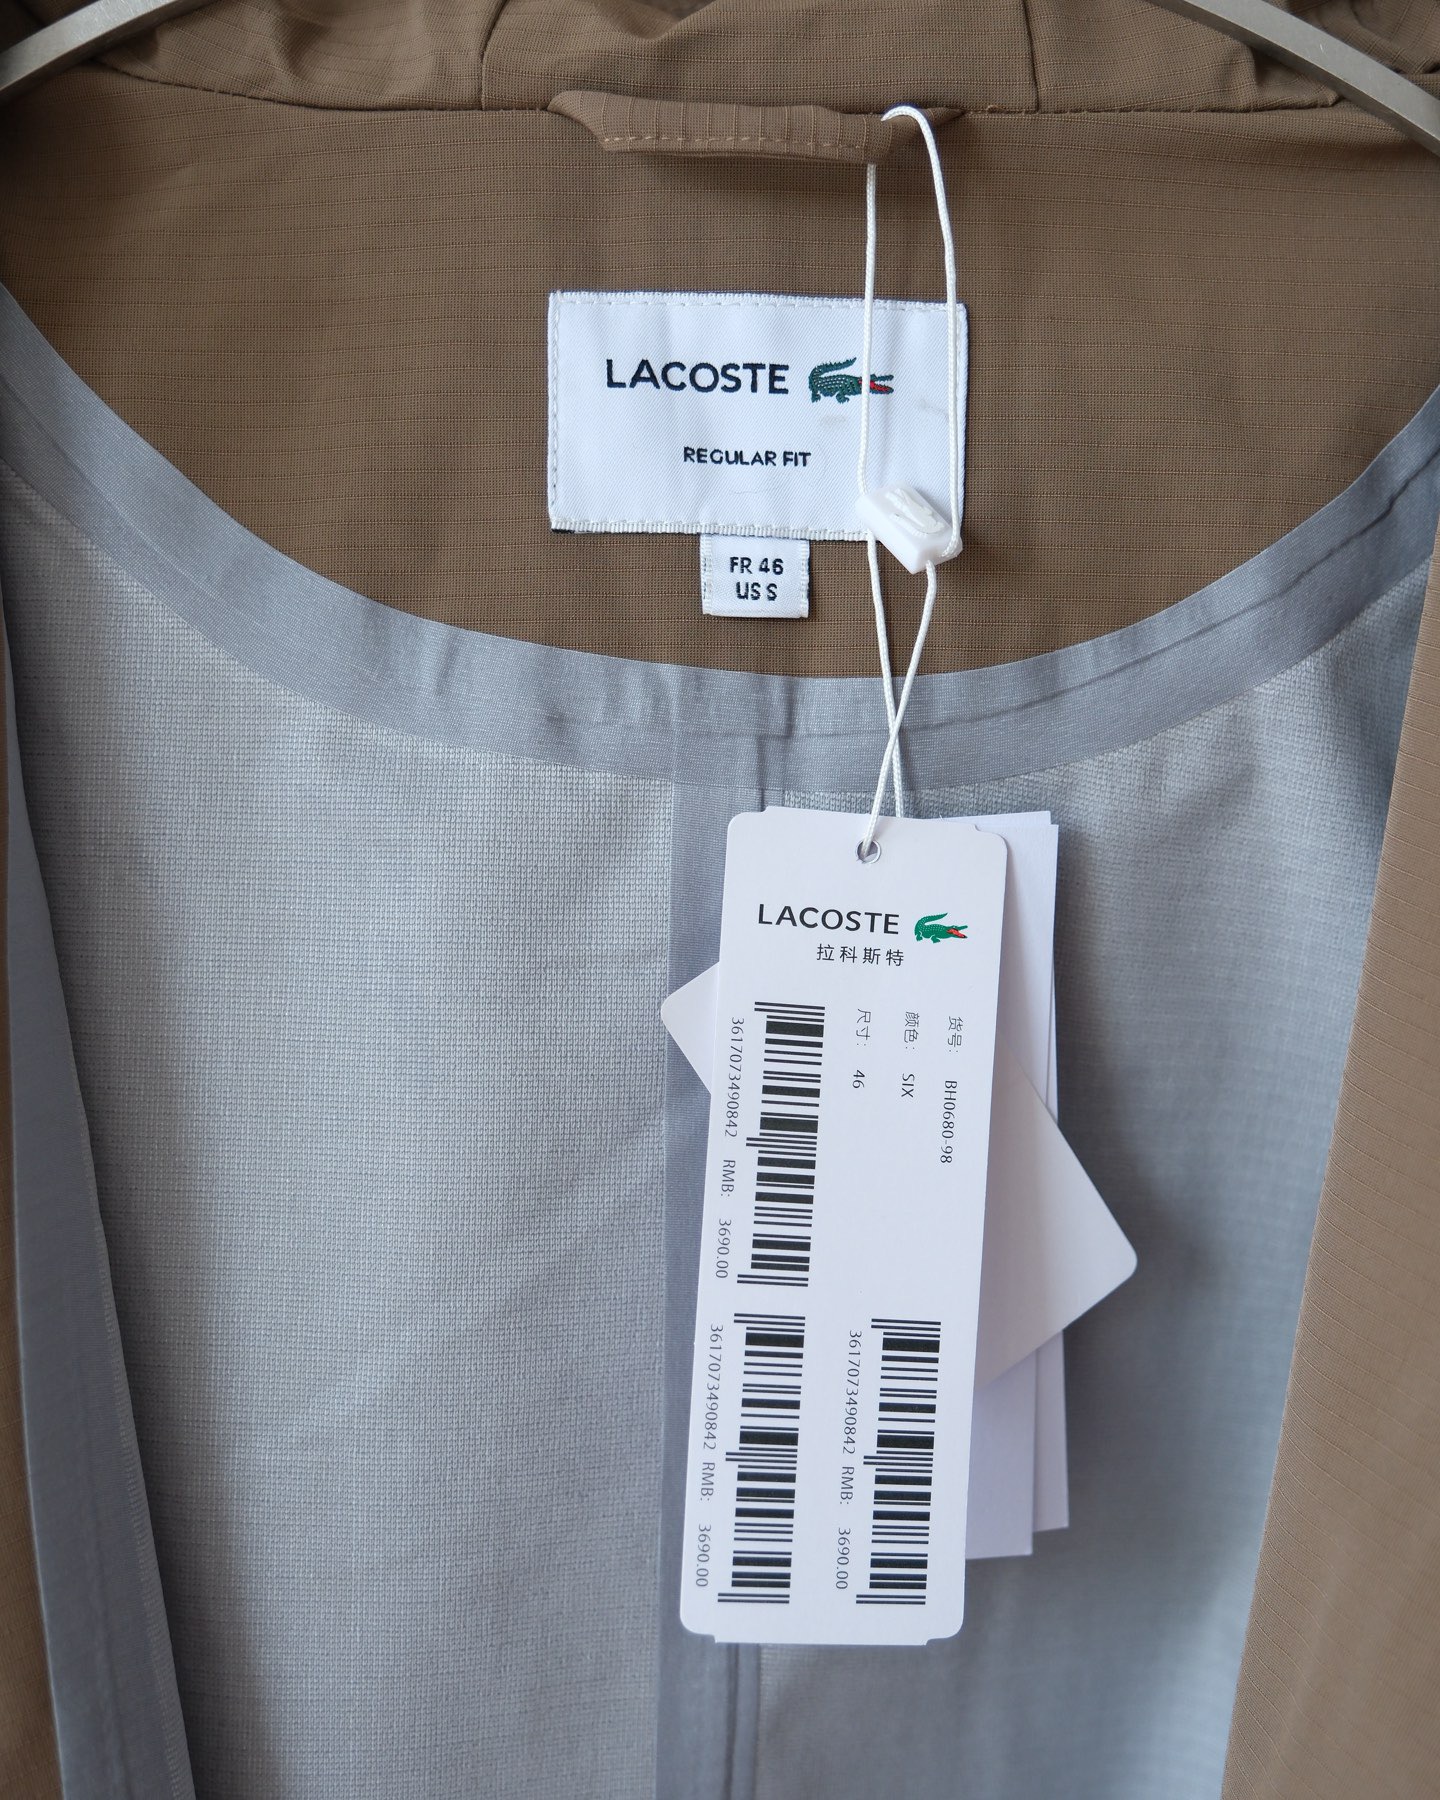 LACOSTE
REGULAR FIT
FR 46
US S
LACOSTE
拉科斯特
货号: BH0680-98
颜色: SIX
尺寸: 46
3617073490842 RMB: 3690.00
3617073490842 RMB: 3690.00
3617073490842 RMB: 3690.00